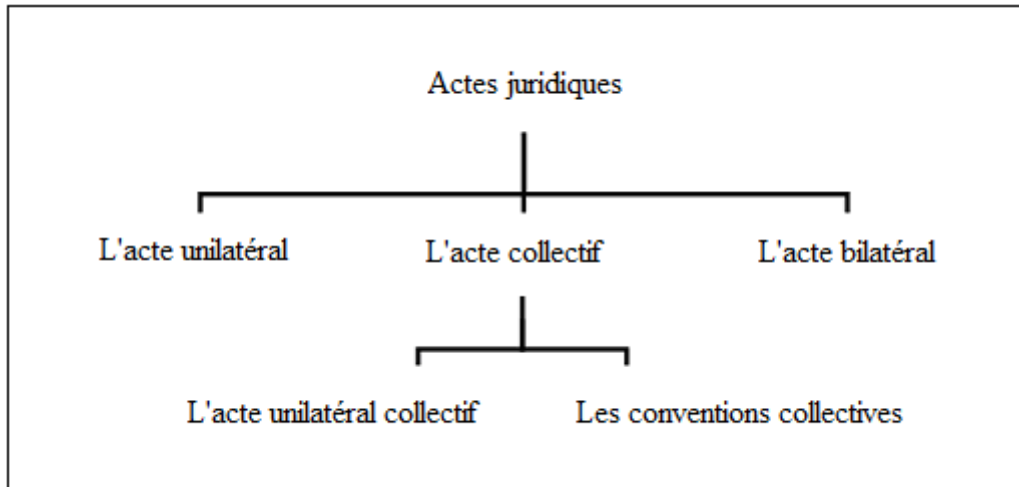 Actes juridiques
L'acte unilatéral L'acte collectif L'acte bilatéral
L'acte unilatéral collectif Les conventions collectives